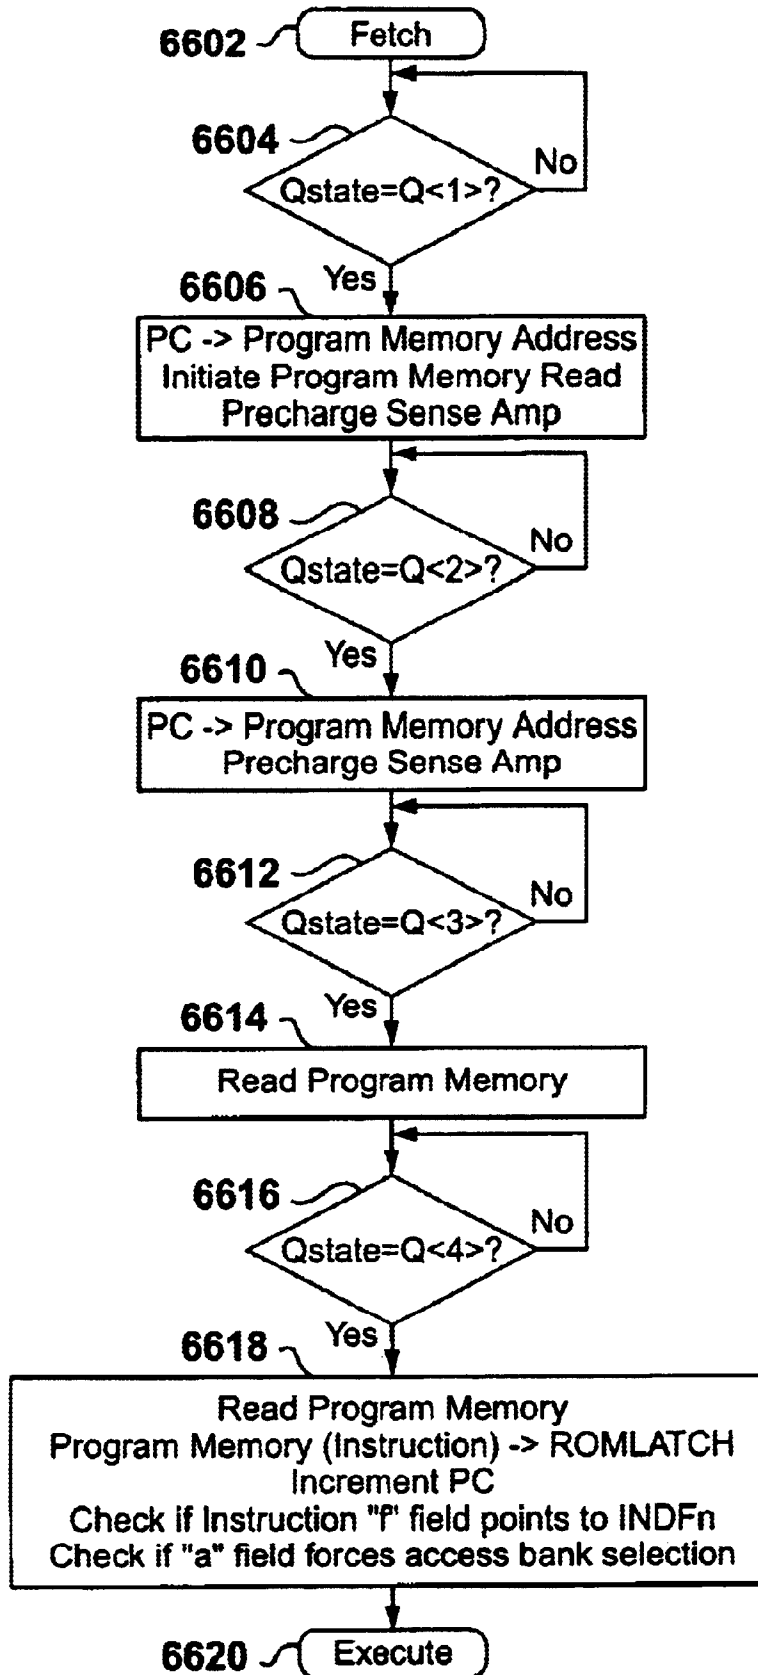 6602
Fetch
6604
No
Qstate=Q<1>?
Yes
6606
PC -> Program Memory Address
Initiate Program Memory Read
Precharge Sense Amp
6608
No
Qstate=Q<2>?
Yes
6610
PC -> Program Memory Address
Precharge Sense Amp
6612
No
Qstate=Q<3>?
Yes
6614
Read Program Memory
6616
No
Qstate=Q<4>?
Yes
6618
Read Program Memory
Program Memory (Instruction) -> ROMLATCH
Increment PC
Check if Instruction "f" field points to INDFn
Check if "a" field forces access bank selection
6620
Execute